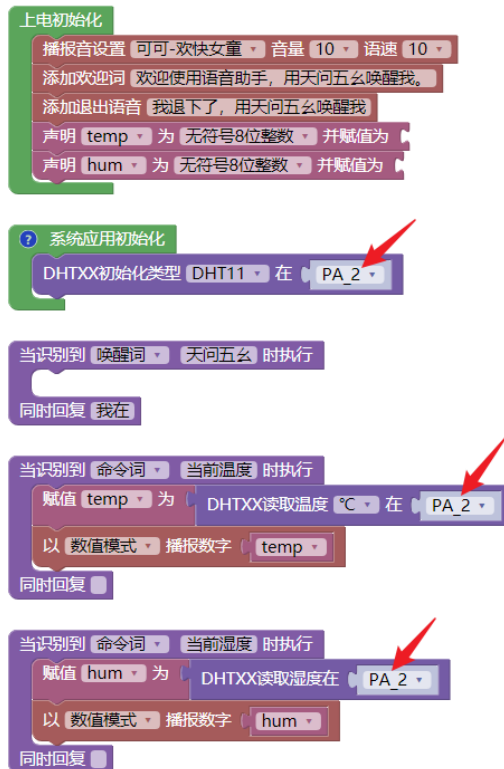 上电初始化
播报音设置 可可-欢快女童 音量 10 语速 10
添加欢迎词 欢迎使用语音助手，用天问五幺唤醒我。
添加退出语音 我退下了，用天问五幺唤醒我
声明 temp 为 无符号8位整数 并赋值为
声明 hum 为 无符号8位整数 并赋值为
? 系统应用初始化
DHTXX初始化类型 DHT11 在 PA_2
当识别到 唤醒词 天问五幺 时执行
同时回复 我在
当识别到 命令词 当前温度 时执行
赋值 temp 为 DHTXX读取温度 ℃ 在 PA_2
以 数值模式 播报数字 temp
同时回复
当识别到 命令词 当前湿度 时执行
赋值 hum 为 DHTXX读取湿度在 PA_2
以 数值模式 播报数字 hum
同时回复